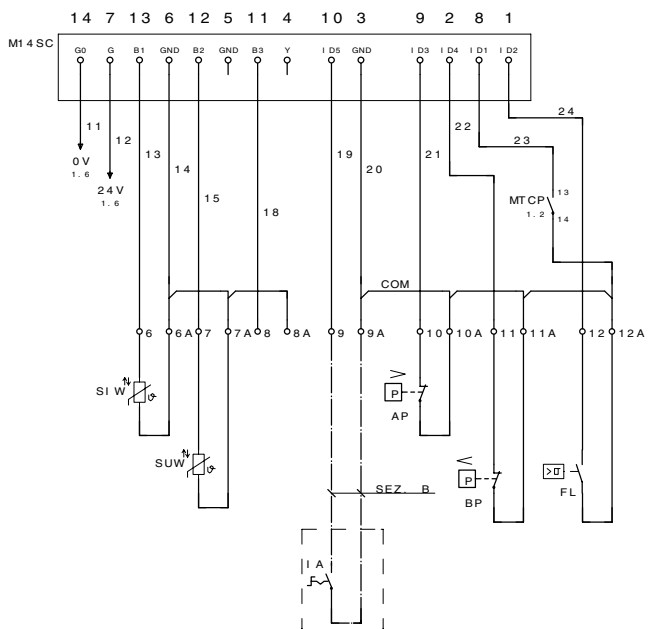 14 7 13 6 12 5 11 4 10 3 9 2 8 1
M14SC
G0 G B1 GND B2 GND B3 Y ID5 GND ID3 ID4 ID1 ID2
11 12 13 14 15 18 19 20 21 22 23 24
0V
1.6
24V
1.6
MTCP
1.2
13
14
COM
6 6A 7 7A 8 8A 9 9A 10 10A 11 11A 12 12A
SIW
P
AP
SUW
P
BP
FL
SEZ. B
IA